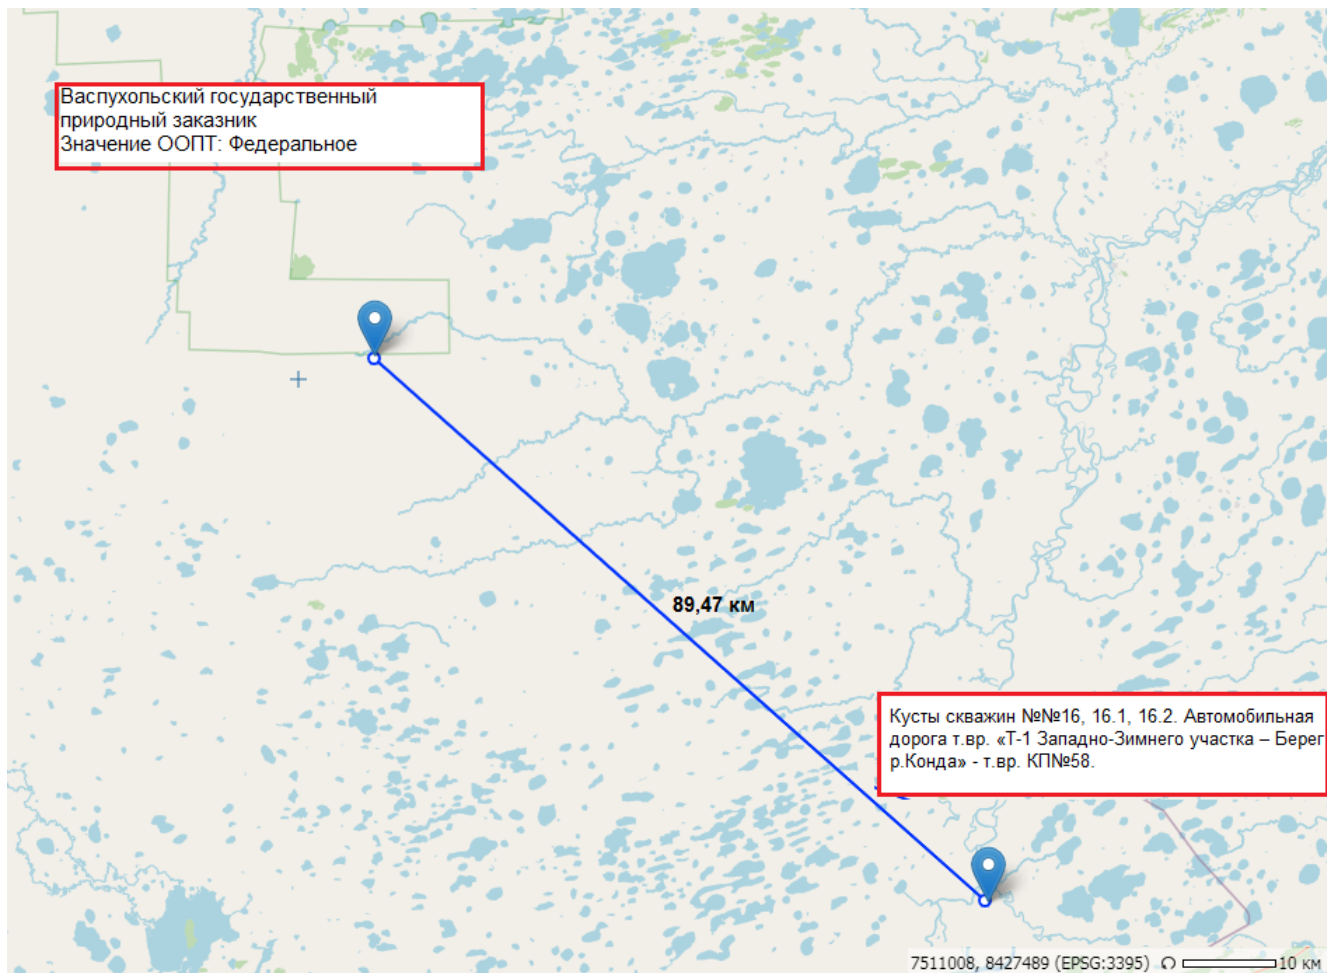 Васпухольский государственный
природный заказник
Значение ООПТ: Федеральное
89,47 км
Кусты скважин №№16, 16.1, 16.2. Автомобильная
дорога т.вр. «Т-1 Западно-Зимнего участка – Берег
р.Конда» - т.вр. КП№58.
7511008, 8427489 (EPSG:3395) 10 км